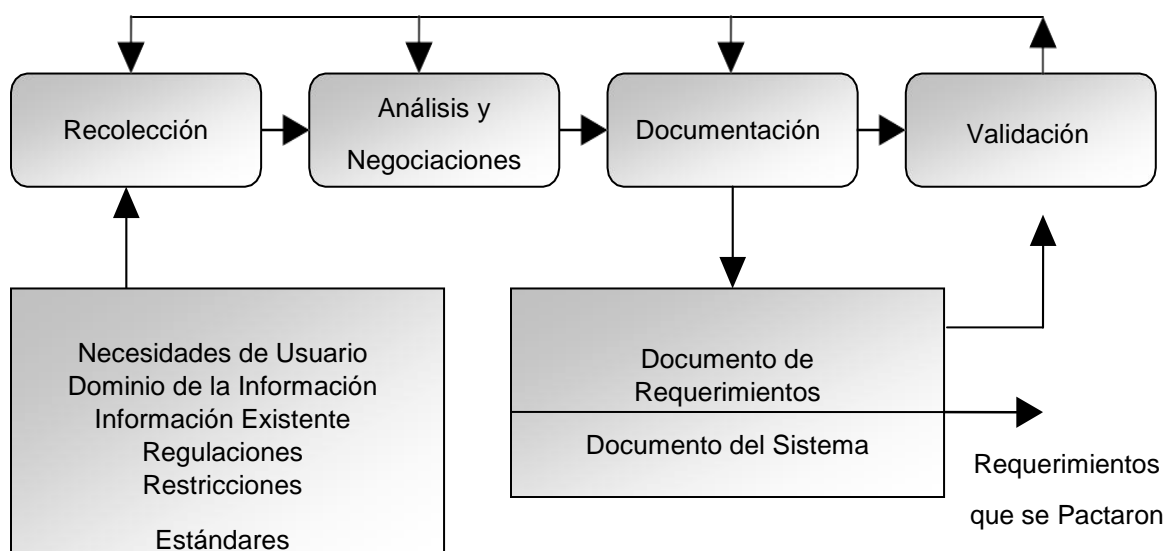 Recolección
Análisis y
Negociaciones
Documentación
Validación
Necesidades de Usuario
Dominio de la Información
Información Existente
Regulaciones
Restricciones
Estándares
Documento de
Requerimientos
Documento del Sistema
Requerimientos
que se Pactaron